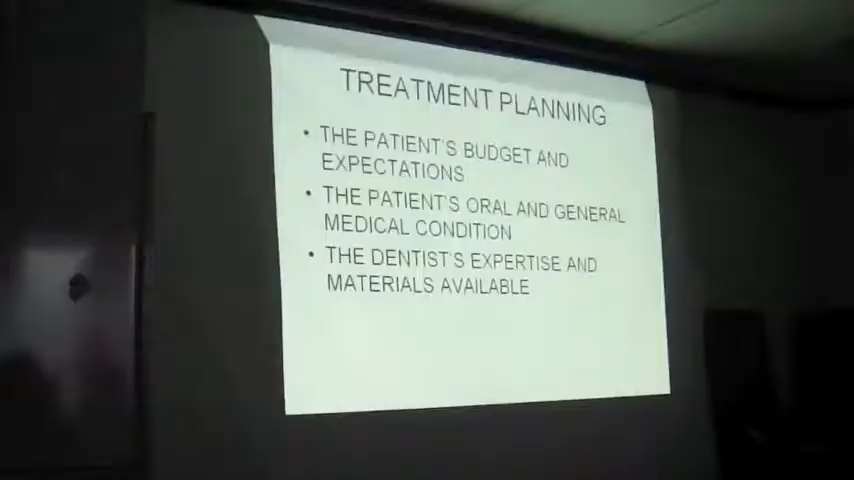 TREATMENT PLANNING
• THE PATIENT'S BUDGET AND
EXPECTATIONS
• THE PATIENT'S ORAL AND GENERAL
MEDICAL CONDITION
• THE DENTIST'S EXPERTISE AND
MATERIALS AVAILABLE